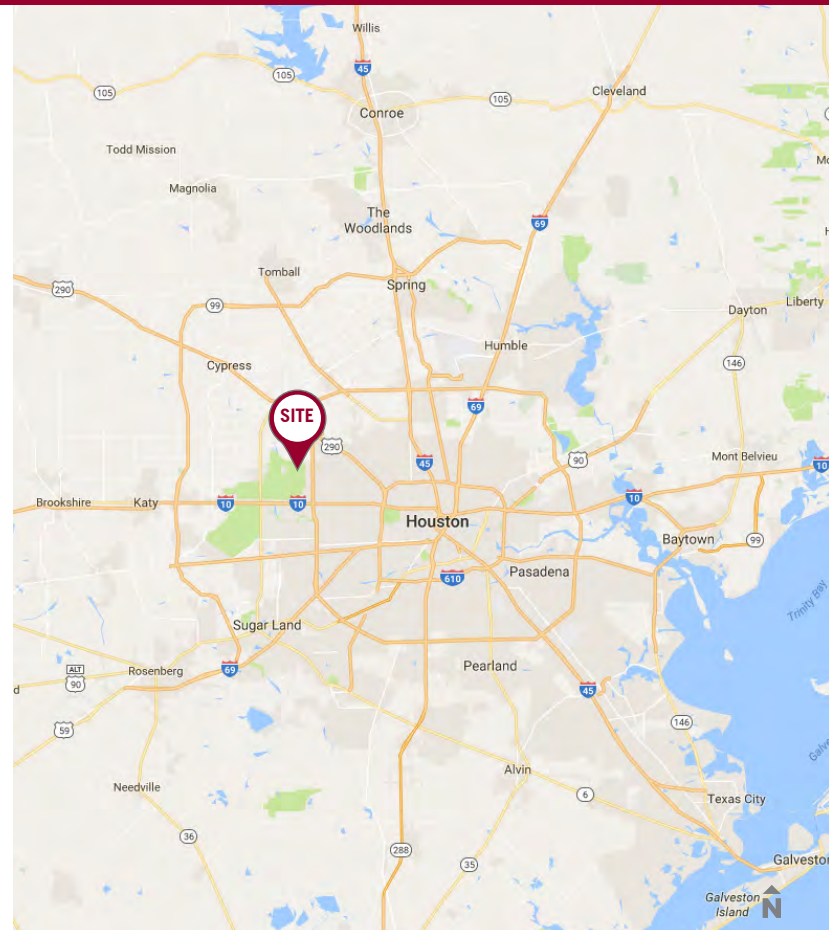 Willis
45
105
Cleveland
105
105
Conroe
Todd Mission
Magnolia
The
Woodlands
69
Tomball
Spring
290
99
Liberty
Dayton
Humble
146
Cypress
69
SITE
290
45
90
Mont Belvieu
10
Brookshire
Katy
10
10
10
Houston
Baytown
99
610
Pasadena
Trinity Bay
Sugar Land
Pearland
ALT
90
Rosenberg
69
45
59
146
Alvin
Needville
6
Texas City
36
288
35
Galveston
Galveston
Island
N